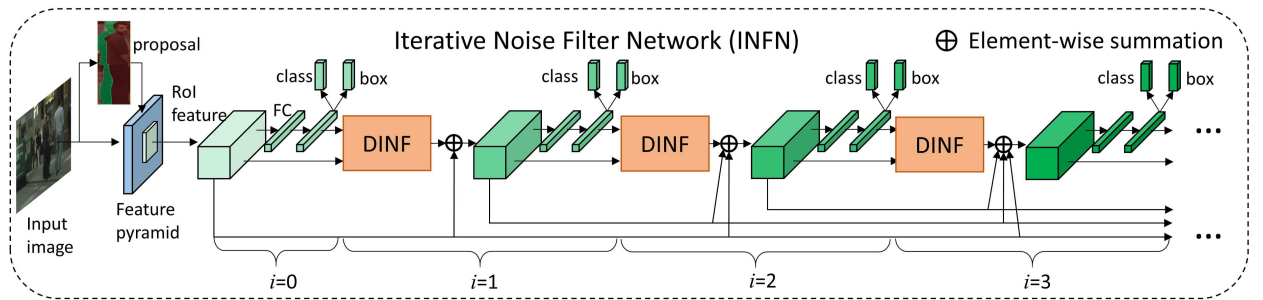 Iterative Noise Filter Network (INFN)
⊕ Element-wise summation
proposal
RoI
feature
FC
class
box
class
box
class
box
class
box
DINF
DINF
DINF
...
...
Input
image
Feature
pyramid
i=0
i=1
i=2
i=3